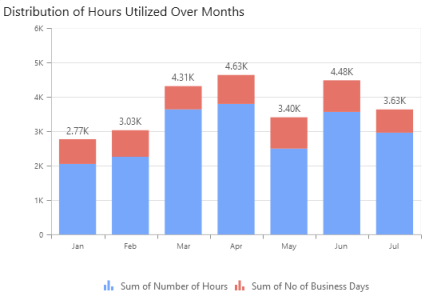 Distribution of Hours Utilized Over Months
6K
5K
4K
3K
2K
1K
0
2.77K
3.03K
4.31K
4.63K
3.40K
4.48K
3.63K
Jan Feb Mar Apr May Jun Jul
Sum of Number of Hours Sum of No of Business Days